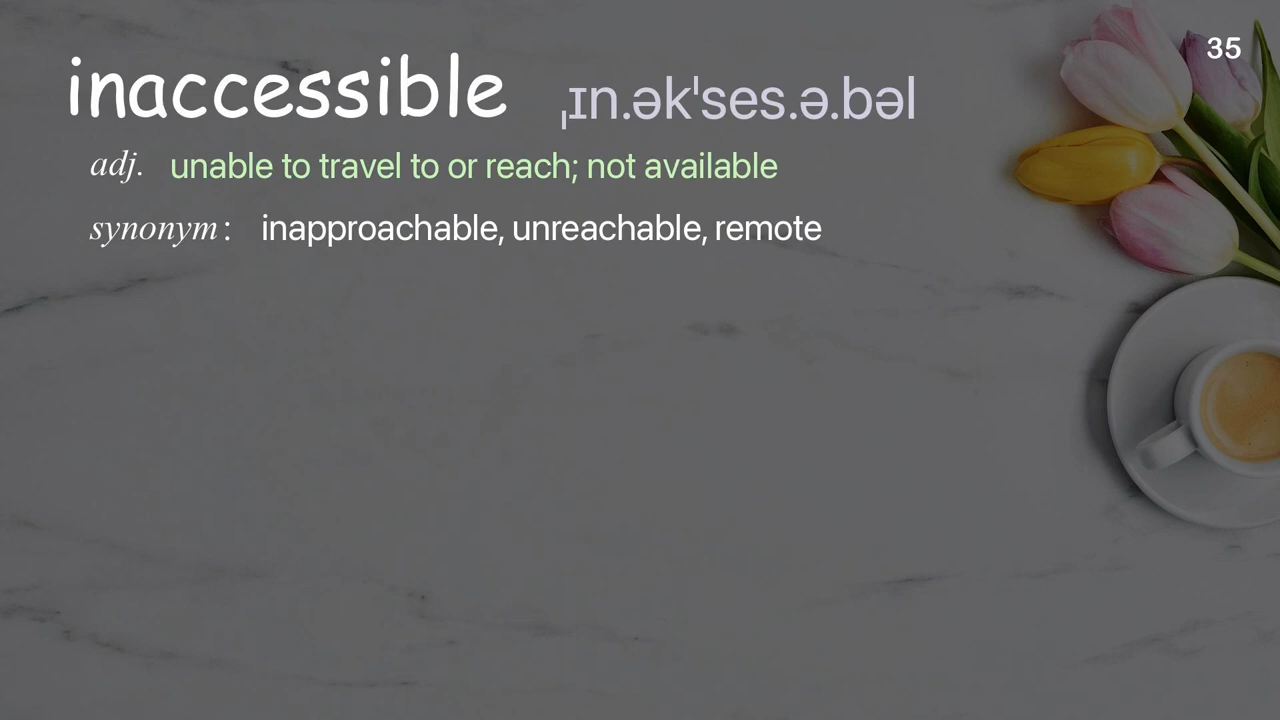 35
inaccessible ˌɪn.əkˈses.ə.bəl
adj. unable to travel to or reach; not available
synonym: inapproachable, unreachable, remote